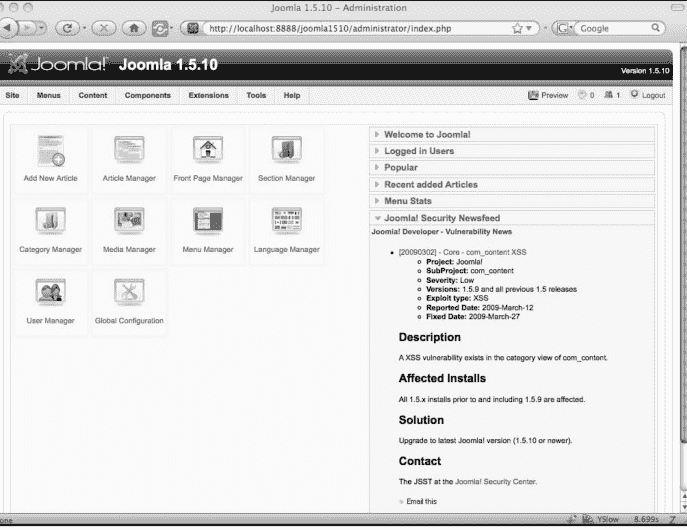 Joomla 1.5.10 - Administration
http://localhost:8888/joomla1510/administrator/index.php
Google
Joomla! Joomla 1.5.10
Version 1.5.10
Site Menus Content Components Extensions Tools Help Preview 0 1 Logout
Add New Article Article Manager Front Page Manager Section Manager
Category Manager Media Manager Menu Manager Language Manager
User Manager Global Configuration
Welcome to Joomla!
Logged in Users
Popular
Recent added Articles
Menu Stats
Joomla! Security Newsfeed
Joomla! Developer - Vulnerability News
[20090302] - Core - com_content XSS
Project: Joomla!
SubProject: com_content
Severity: Low
Versions: 1.5.9 and all previous 1.5 releases
Exploit type: XSS
Reported Date: 2009-March-12
Fixed Date: 2009-March-27
Description
A XSS vulnerability exists in the category view of com_content.
Affected Installs
All 1.5.x installs prior to and including 1.5.9 are affected.
Solution
Upgrade to latest Joomla! version (1.5.10 or newer).
Contact
The JSST at the Joomla! Security Center.
Email this
one YSlow 8.699s